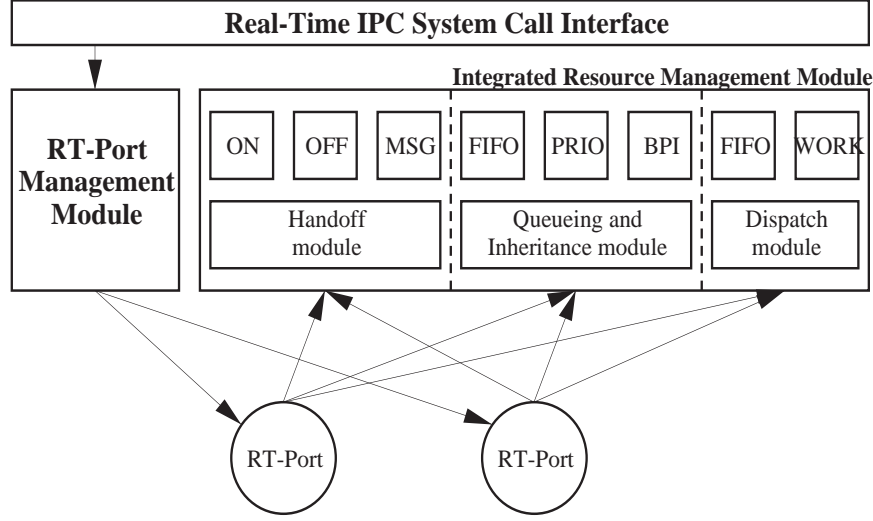 Real-Time IPC System Call Interface
Integrated Resource Management Module
RT-Port
Management
Module
ON
OFF
MSG
FIFO
PRIO
BPI
FIFO
WORK
Handoff
module
Queueing and
Inheritance module
Dispatch
module
RT-Port
RT-Port